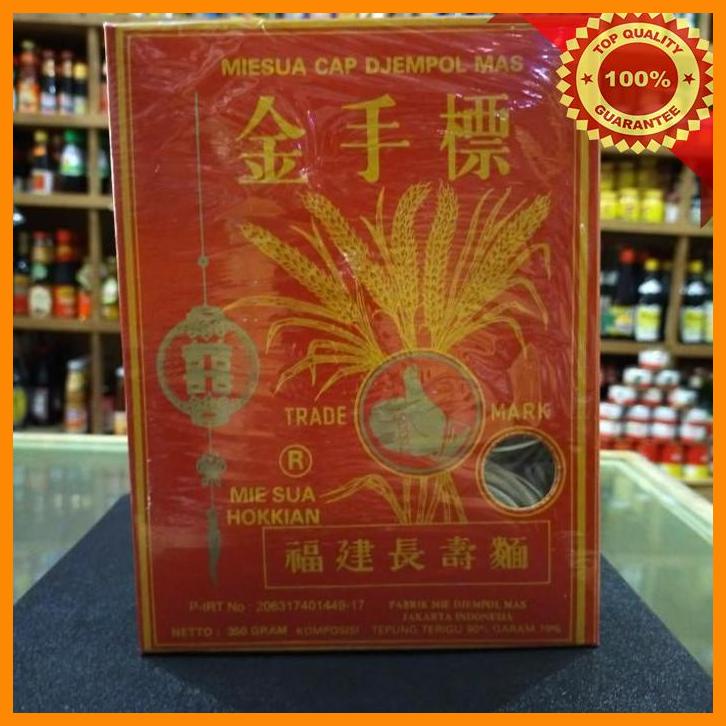 TOP QUALITY
100%
GUARANTEE
MIESUA CAP DJEMPOL MAS
金手標
TRADE MARK
R
MIE SUA
HOKKIAN
福建長壽麵
P-IRT No : 206317401449-17
PABRIK MIE DJEMPOL MAS
JAKARTA INDONESIA
NETTO : 350 GRAM KOMPOSISI : TEPUNG TERIGU 90% GARAM 10%